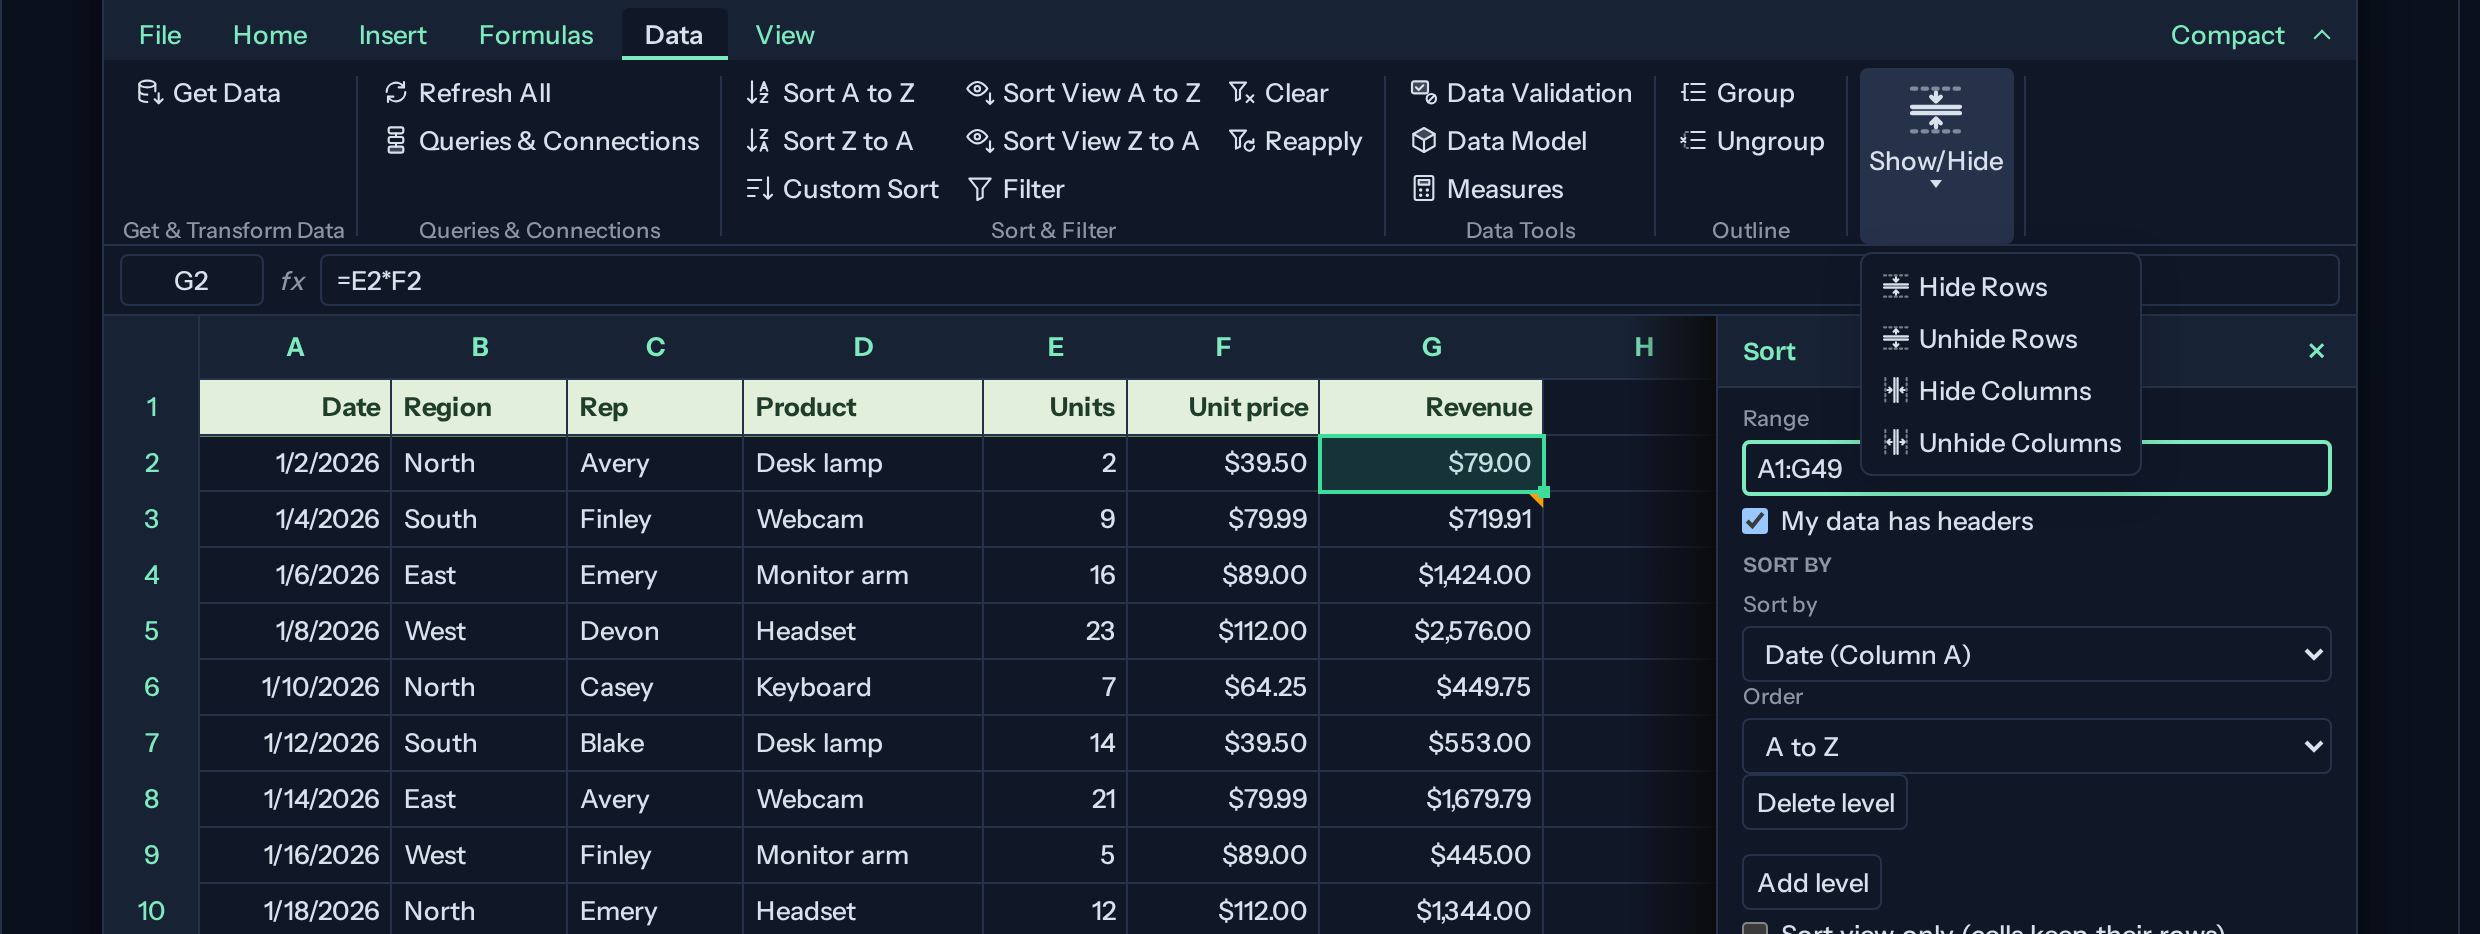 File Home Insert Formulas Data View Compact
Get Data Refresh All Sort A to Z Sort View A to Z Clear Data Validation Group
Queries & Connections Sort Z to A Sort View Z to A Reapply Data Model Ungroup Show/Hide
Custom Sort Filter Measures
Get & Transform Data Queries & Connections Sort & Filter Data Tools Outline
G2 fx =E2*F2
Hide Rows
Unhide Rows
Hide Columns
Unhide Columns
A B C D E F G H
1 Date Region Rep Product Units Unit price Revenue
2 1/2/2026 North Avery Desk lamp 2 $39.50 $79.00
3 1/4/2026 South Finley Webcam 9 $79.99 $719.91
4 1/6/2026 East Emery Monitor arm 16 $89.00 $1,424.00
5 1/8/2026 West Devon Headset 23 $112.00 $2,576.00
6 1/10/2026 North Casey Keyboard 7 $64.25 $449.75
7 1/12/2026 South Blake Desk lamp 14 $39.50 $553.00
8 1/14/2026 East Avery Webcam 21 $79.99 $1,679.79
9 1/16/2026 West Finley Monitor arm 5 $89.00 $445.00
10 1/18/2026 North Emery Headset 12 $112.00 $1,344.00
Sort
Range
A1:G49
My data has headers
SORT BY
Sort by
Date (Column A)
Order
A to Z
Delete level
Add level
Sort view only (cells keep their rows)